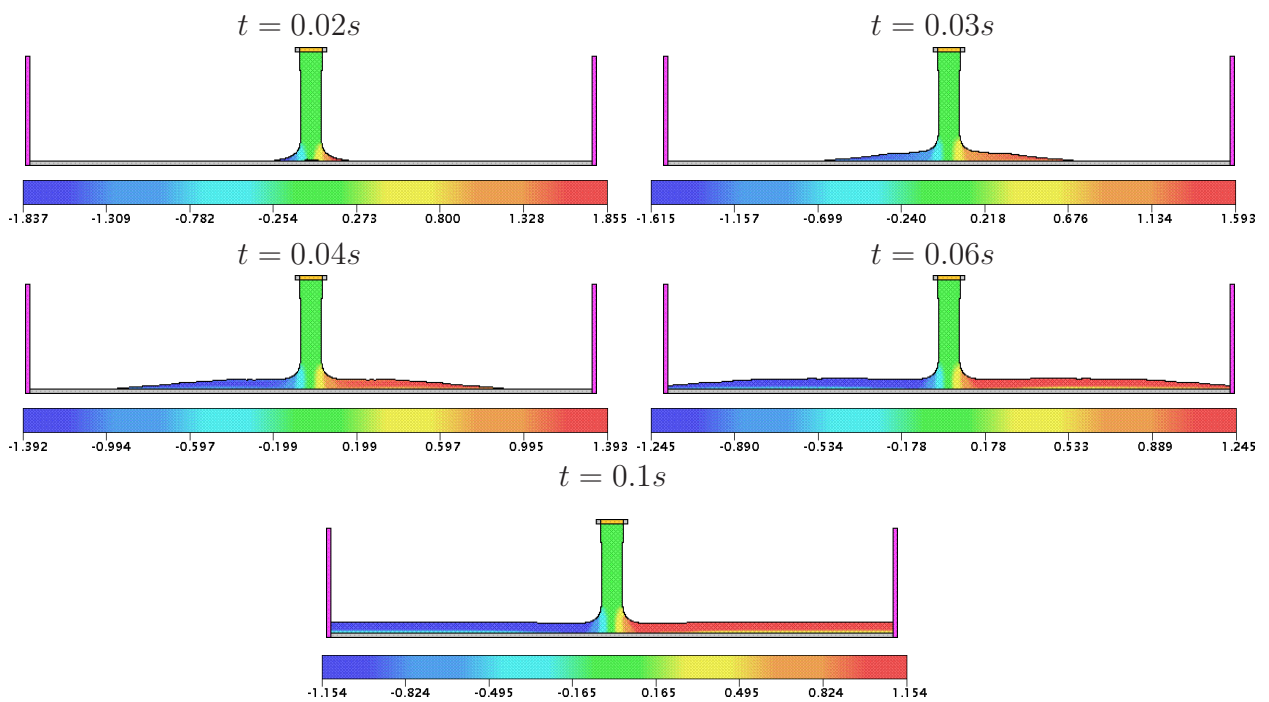 t = 0.02s
t = 0.03s
-1.837 -1.309 -0.782 -0.254 0.273 0.800 1.328 1.855
-1.615 -1.157 -0.699 -0.240 0.218 0.676 1.134 1.593
t = 0.04s
t = 0.06s
-1.392 -0.994 -0.597 -0.199 0.199 0.597 0.995 1.393
-1.245 -0.890 -0.534 -0.178 0.178 0.533 0.889 1.245
t = 0.1s
-1.154 -0.824 -0.495 -0.165 0.165 0.495 0.824 1.154